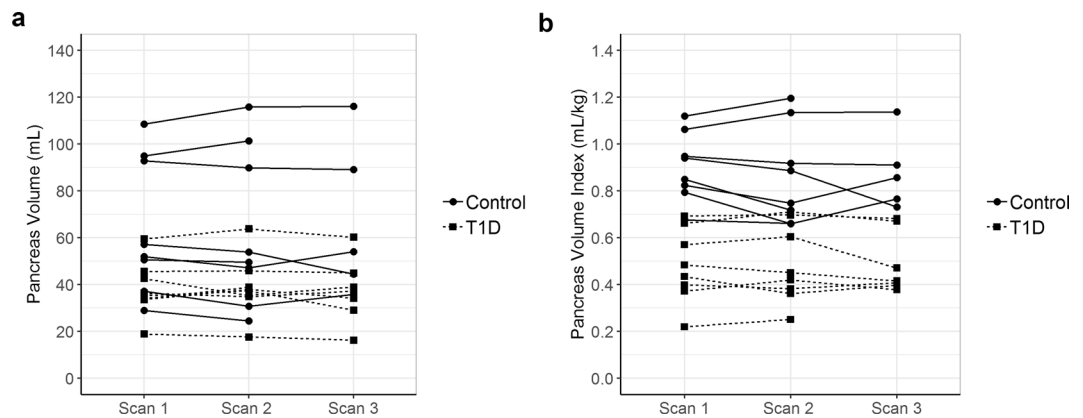 a
Pancreas Volume (mL)
140
120
100
80
60
40
20
0
Scan 1 Scan 2 Scan 3
Control
T1D
b
Pancreas Volume Index (mL/kg)
1.4
1.2
1.0
0.8
0.6
0.4
0.2
0.0
Scan 1 Scan 2 Scan 3
Control
T1D